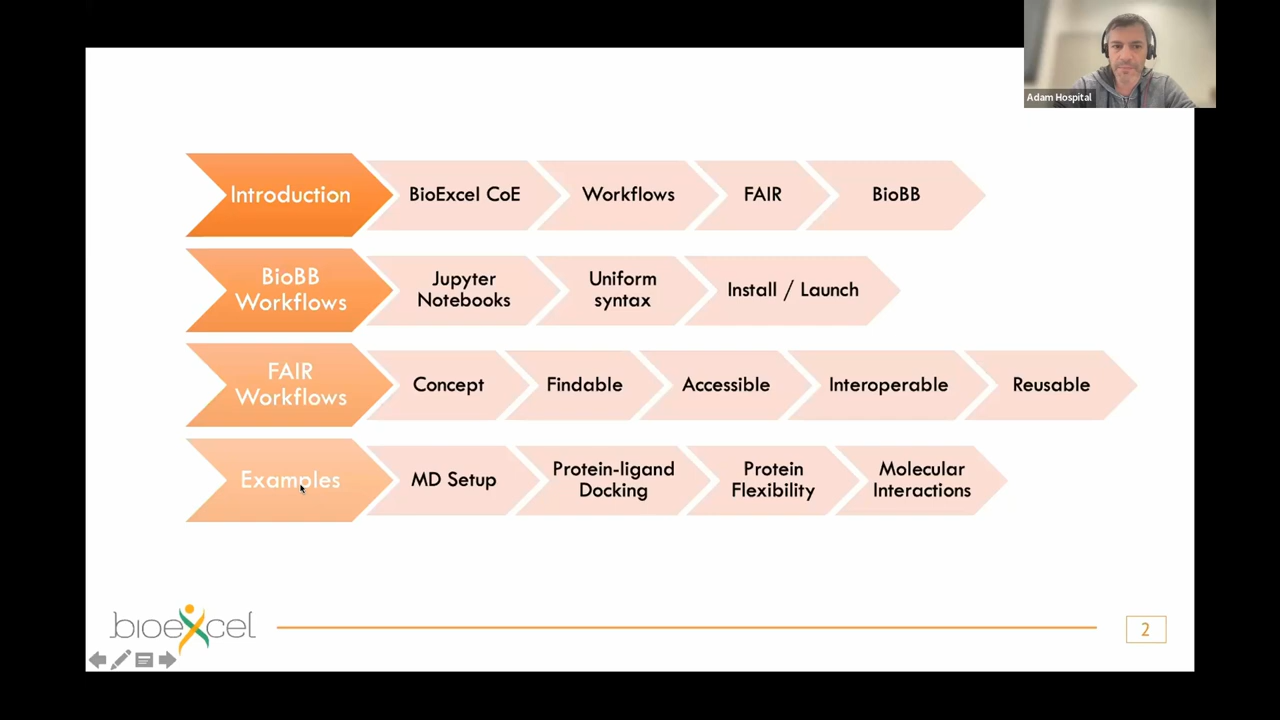 Adam Hospital
Introduction
BioExcel CoE
Workflows
FAIR
BioBB
BioBB
Workflows
Jupyter
Notebooks
Uniform
syntax
Install / Launch
FAIR
Workflows
Concept
Findable
Accessible
Interoperable
Reusable
Examples
MD Setup
Protein-ligand
Docking
Protein
Flexibility
Molecular
Interactions
bioexcel
2